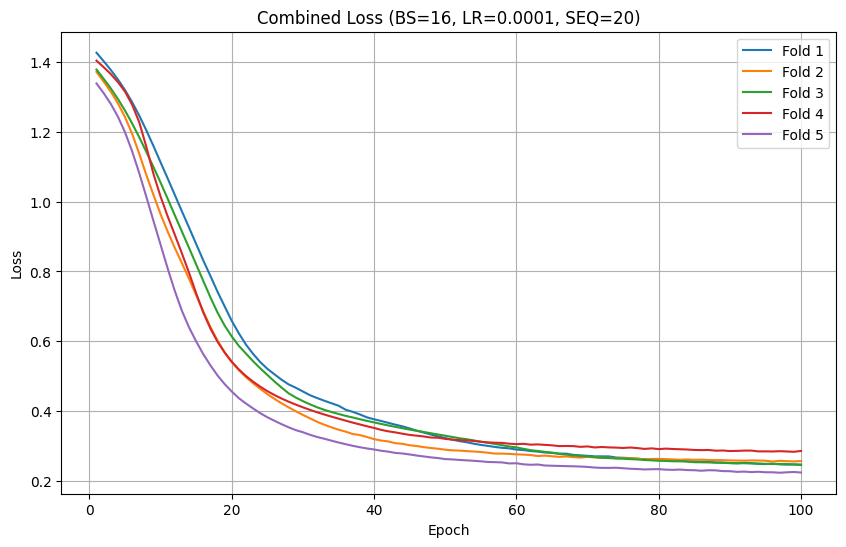 Combined Loss (BS=16, LR=0.0001, SEQ=20)
Fold 1
Fold 2
Fold 3
Fold 4
Fold 5
Loss
1.4
1.2
1.0
0.8
0.6
0.4
0.2
0 20 40 60 80 100
Epoch